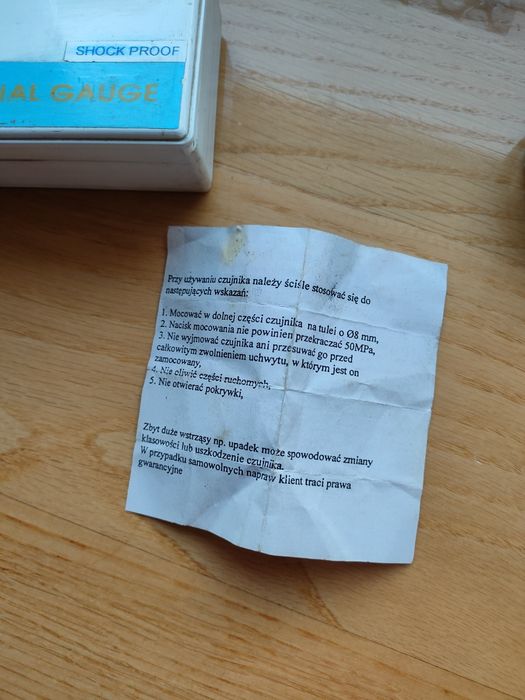 SHOCK PROOF
IAL GAUGE
Przy używaniu czujnika należy ściśle stosować się do
następujących wskazań:
1. Mocować w dolnej części czujnika na tulei o Ø8 mm,
2. Nacisk mocowania nie powinien przekraczać 50MPa,
3. Nie wyjmować czujnika ani przesuwać go przed
całkowitym zwolnieniem uchwytu, w którym jest on
zamocowany,
4. Nie oliwić części ruchomych,
5. Nie otwierać pokrywki,
Zbyt duże wstrząsy np. upadek może spowodować zmiany
klasowości lub uszkodzenie czujnika.
W przypadku samowolnych napraw klient traci prawa
gwarancyjne